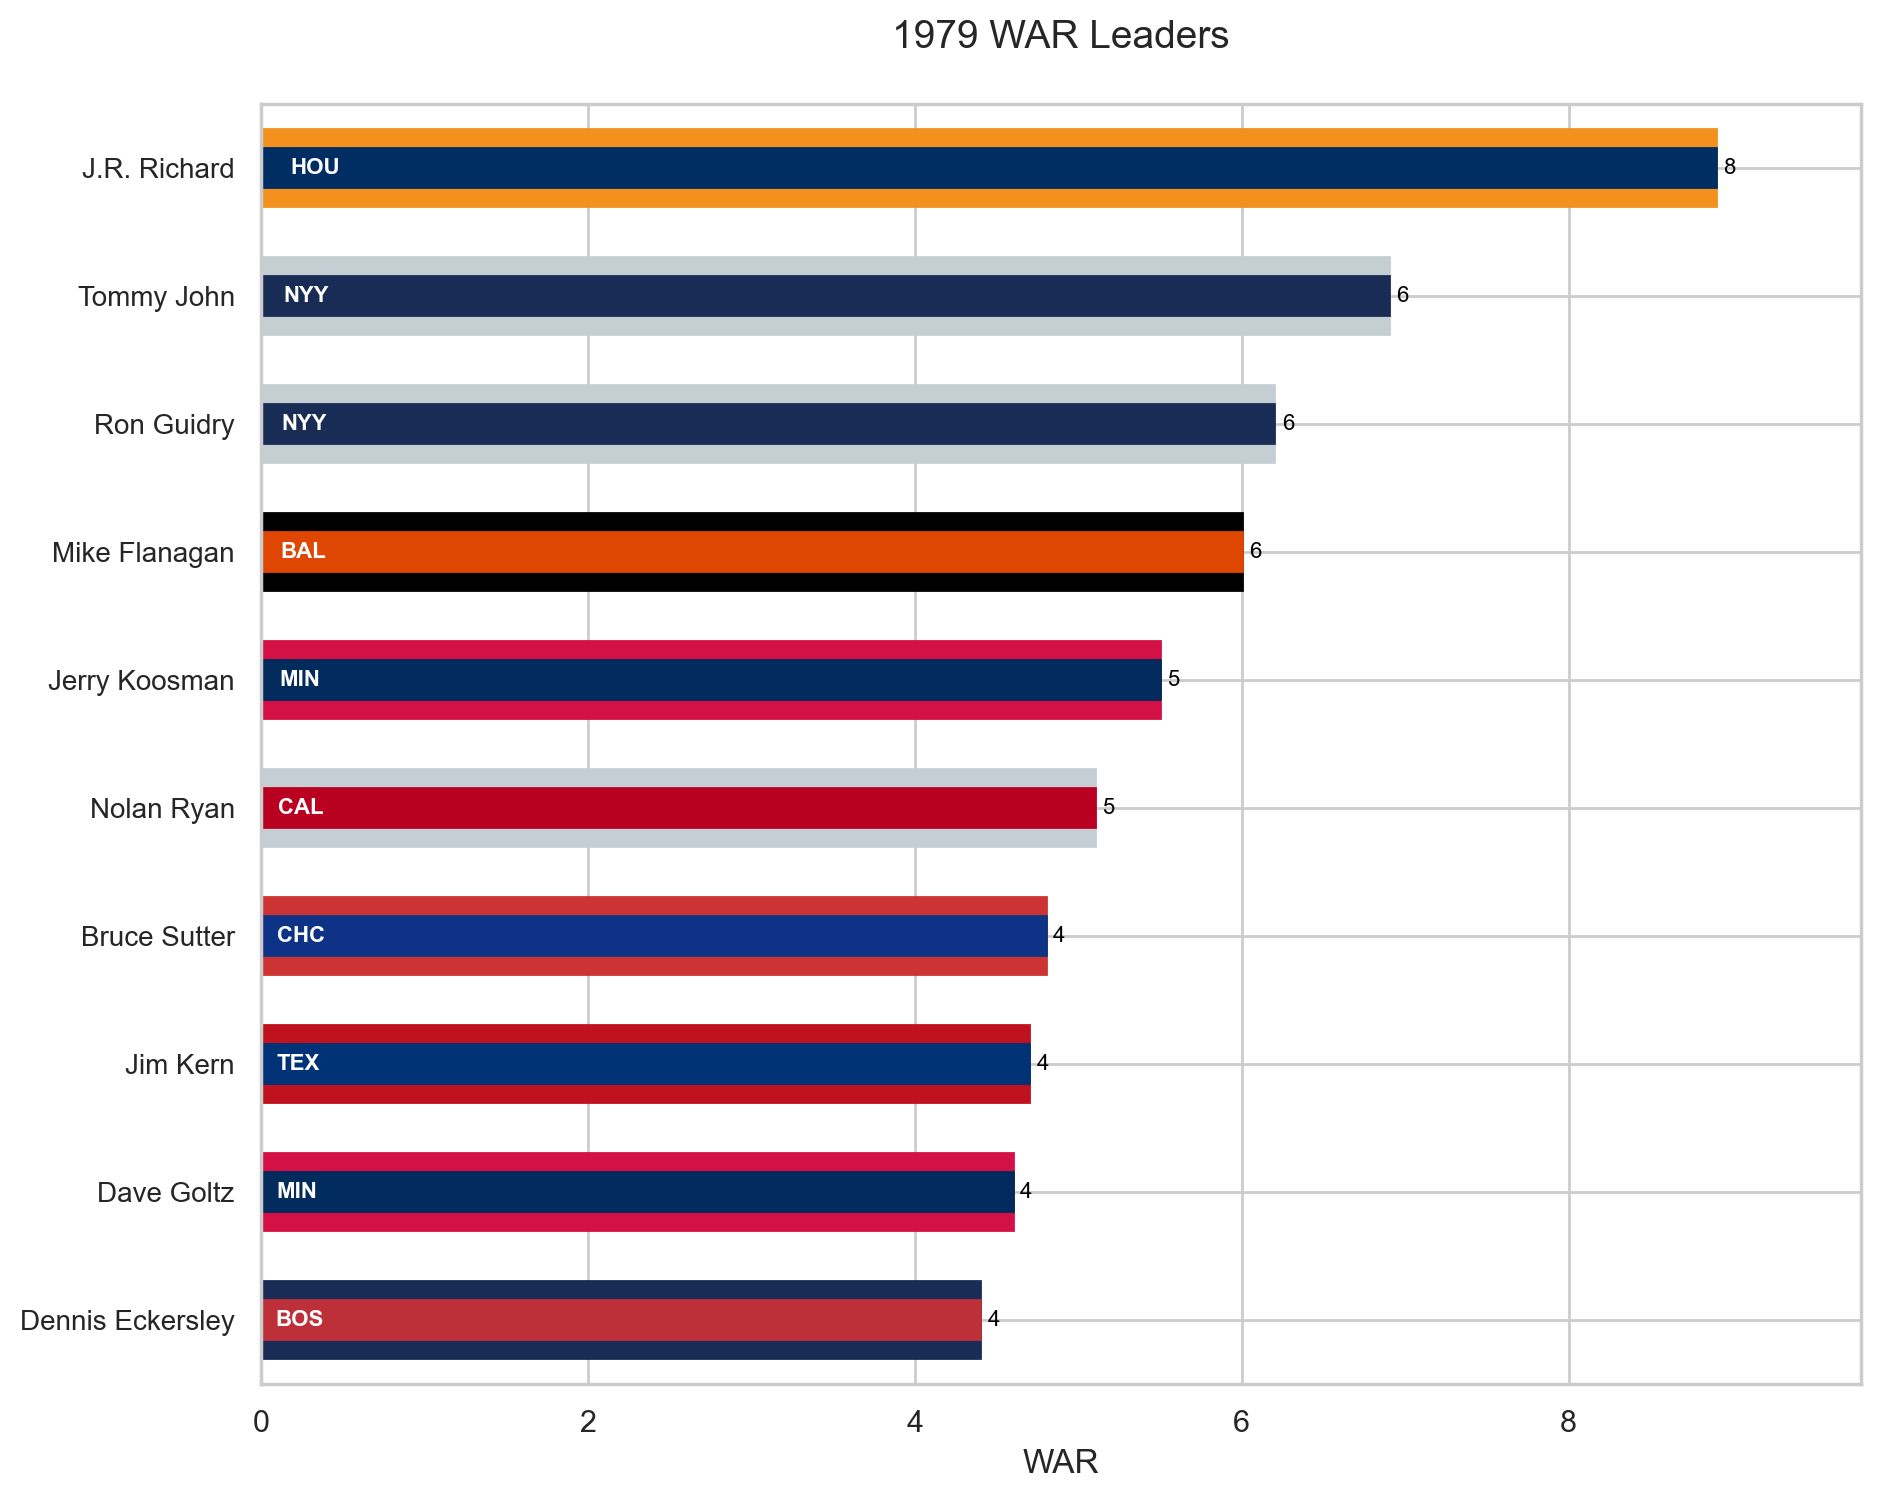 1979 WAR Leaders
J.R. Richard HOU 8
Tommy John NYY 6
Ron Guidry NYY 6
Mike Flanagan BAL 6
Jerry Koosman MIN 5
Nolan Ryan CAL 5
Bruce Sutter CHC 4
Jim Kern TEX 4
Dave Goltz MIN 4
Dennis Eckersley BOS 4
0 2 4 6 8
WAR